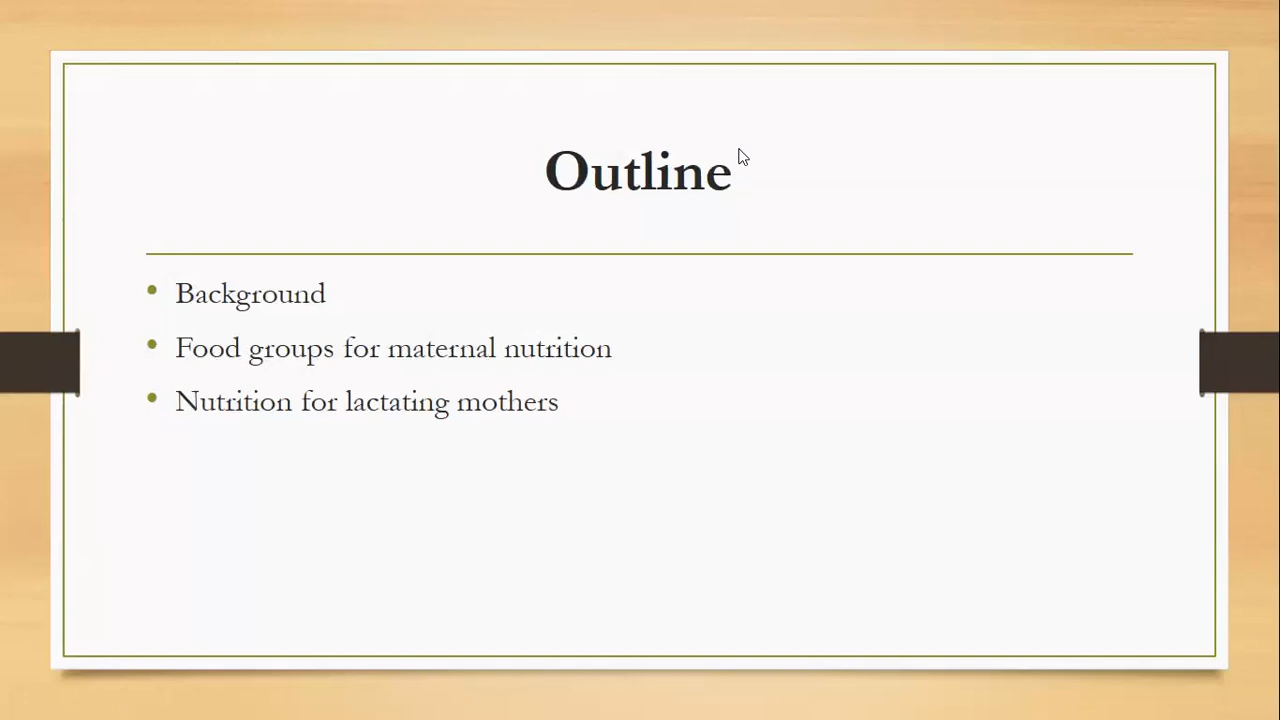 Outline
• Background
• Food groups for maternal nutrition
• Nutrition for lactating mothers